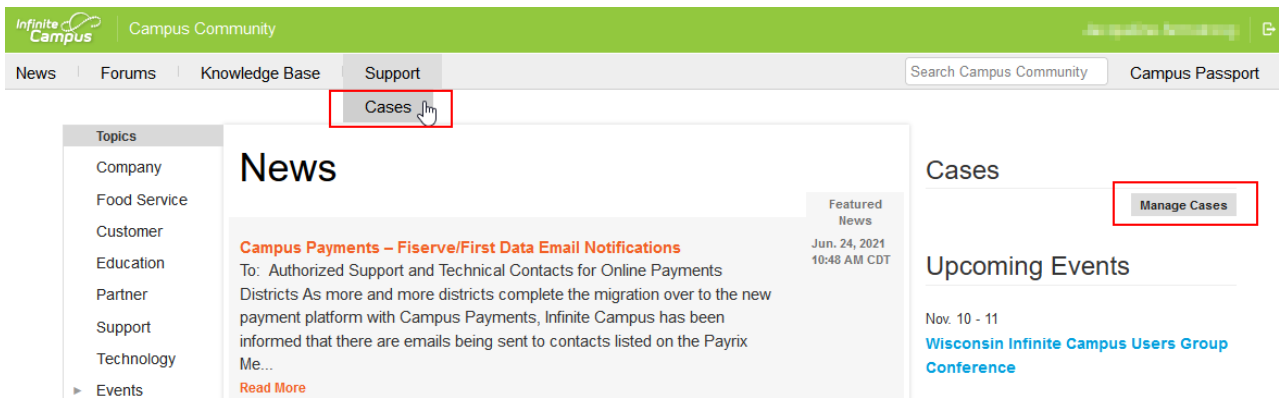 Infinite
Campus
Campus Community
News
Forums
Knowledge Base
Support
Search Campus Community
Campus Passport
Cases
Topics
Company
Food Service
Customer
Education
Partner
Support
Technology
Events
News
Featured
News
Jun. 24, 2021
10:48 AM CDT
Campus Payments – Fiserve/First Data Email Notifications
To: Authorized Support and Technical Contacts for Online Payments
Districts As more and more districts complete the migration over to the new
payment platform with Campus Payments, Infinite Campus has been
informed that there are emails being sent to contacts listed on the Payrix
Me...
Read More
Cases
Manage Cases
Upcoming Events
Nov. 10 - 11
Wisconsin Infinite Campus Users Group
Conference